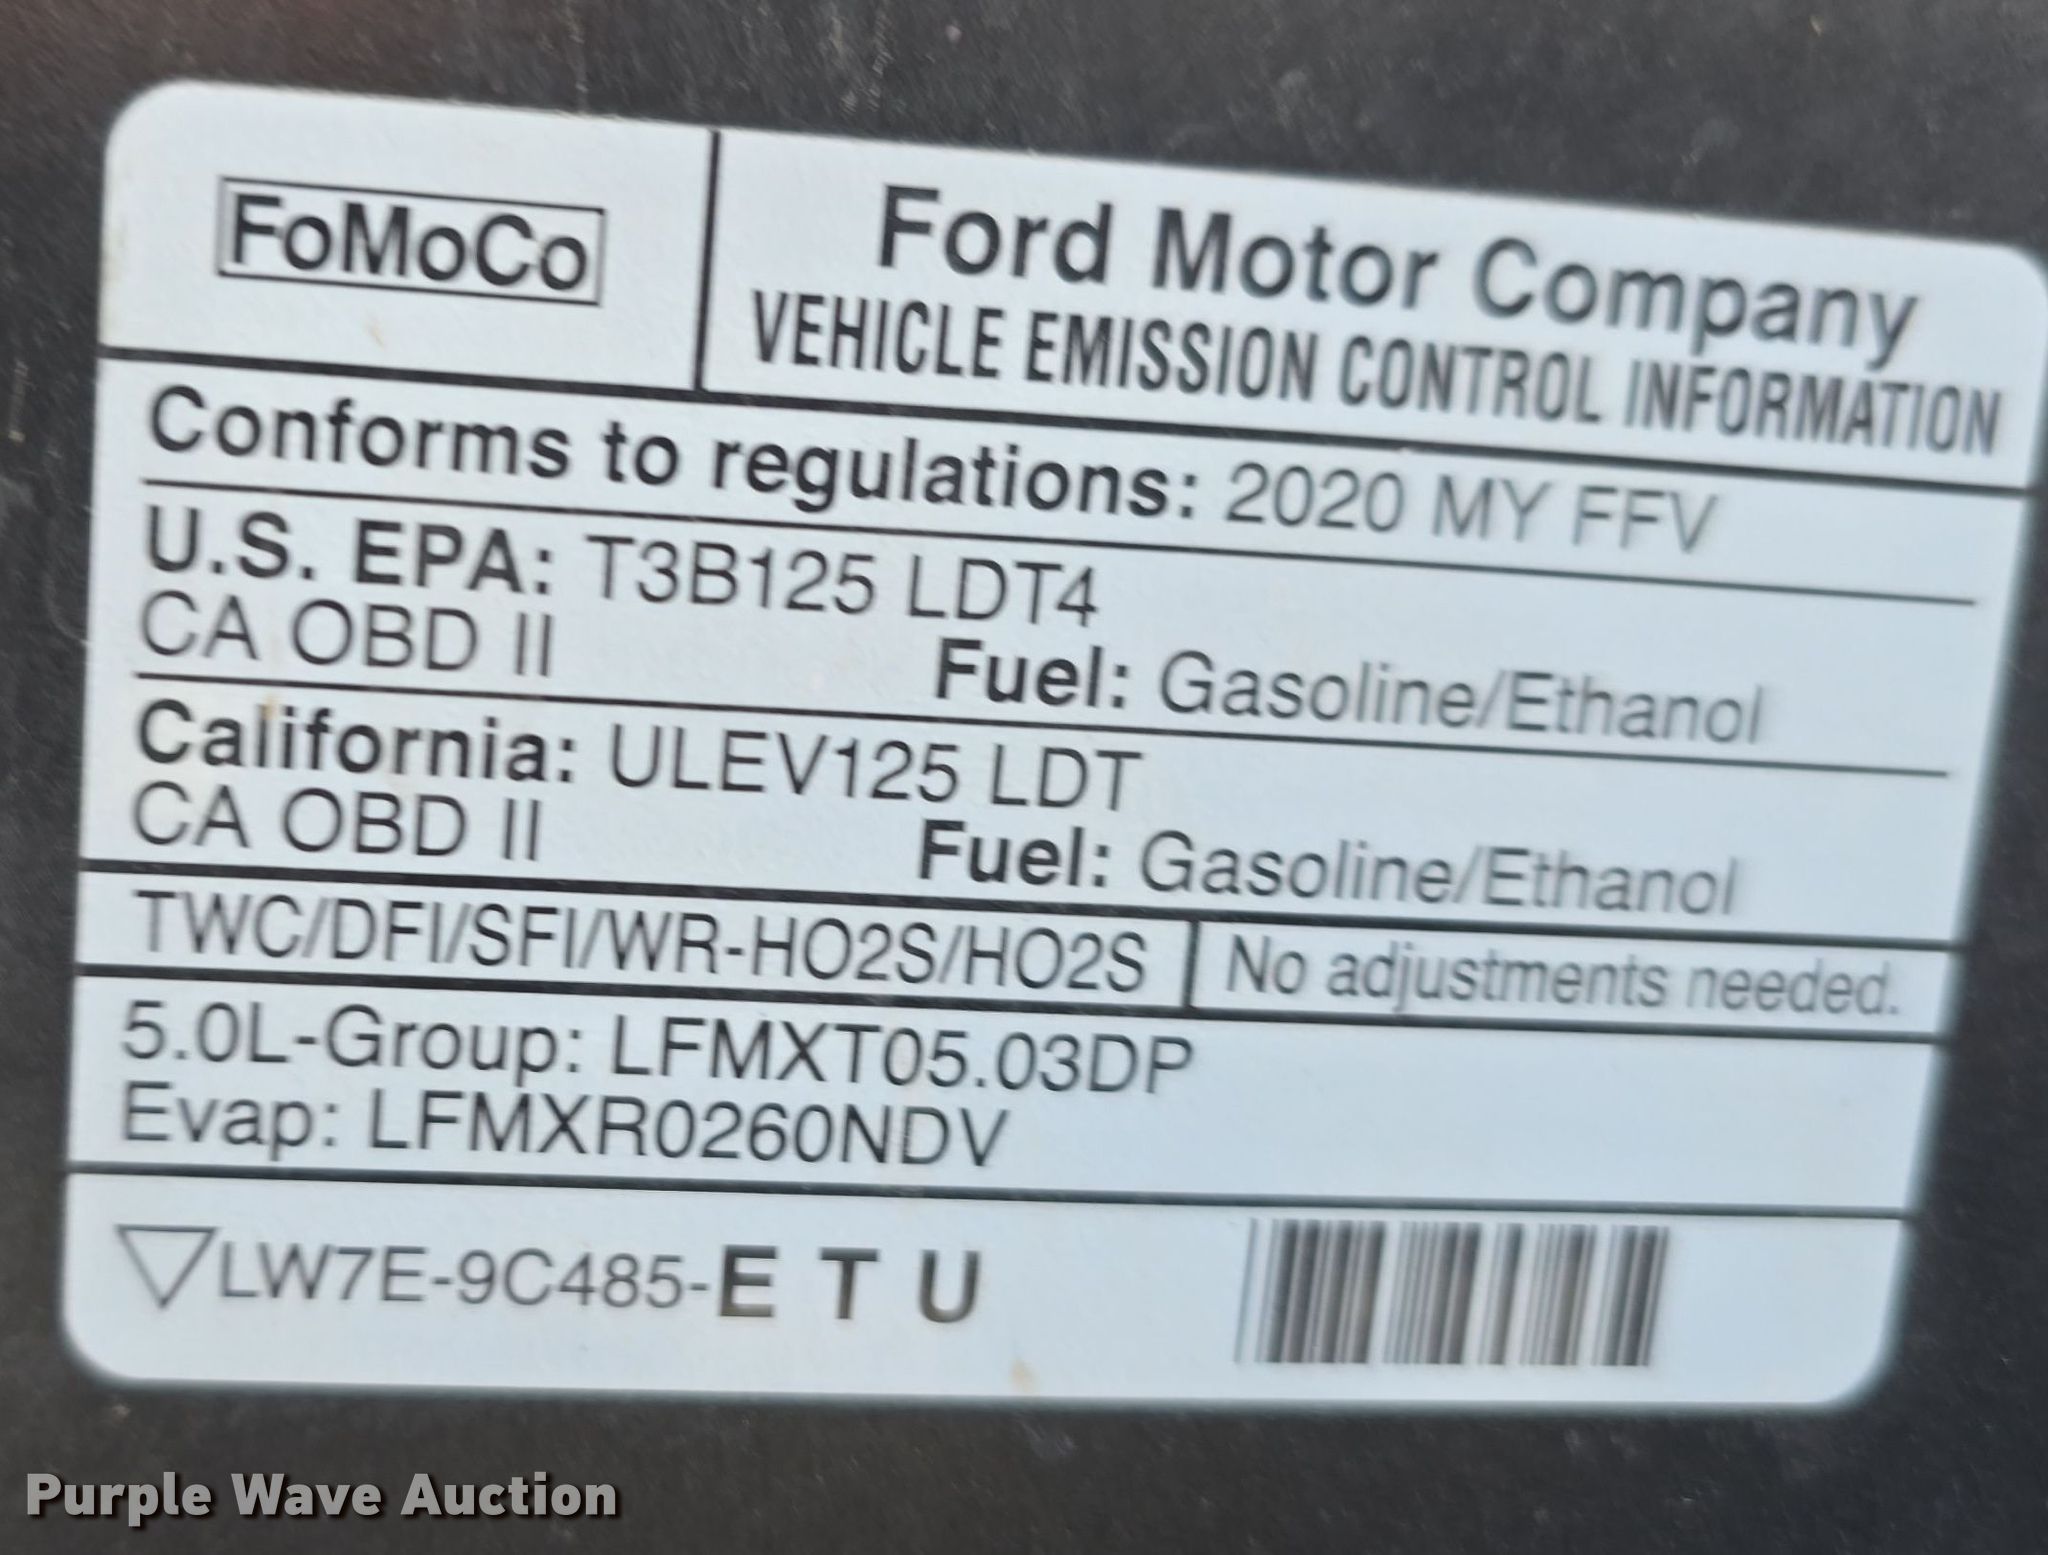 FoMoCo
Ford Motor Company
VEHICLE EMISSION CONTROL INFORMATION
Conforms to regulations: 2020 MY FFV
U.S. EPA: T3B125 LDT4
CA OBD II Fuel: Gasoline/Ethanol
California: ULEV125 LDT
CA OBD II Fuel: Gasoline/Ethanol
TWC/DFI/SFI/WR-HO2S/HO2S No adjustments needed.
5.0L-Group: LFMXT05.03DP
Evap: LFMXR0260NDV
LW7E-9C485-E T U
Purple Wave Auction